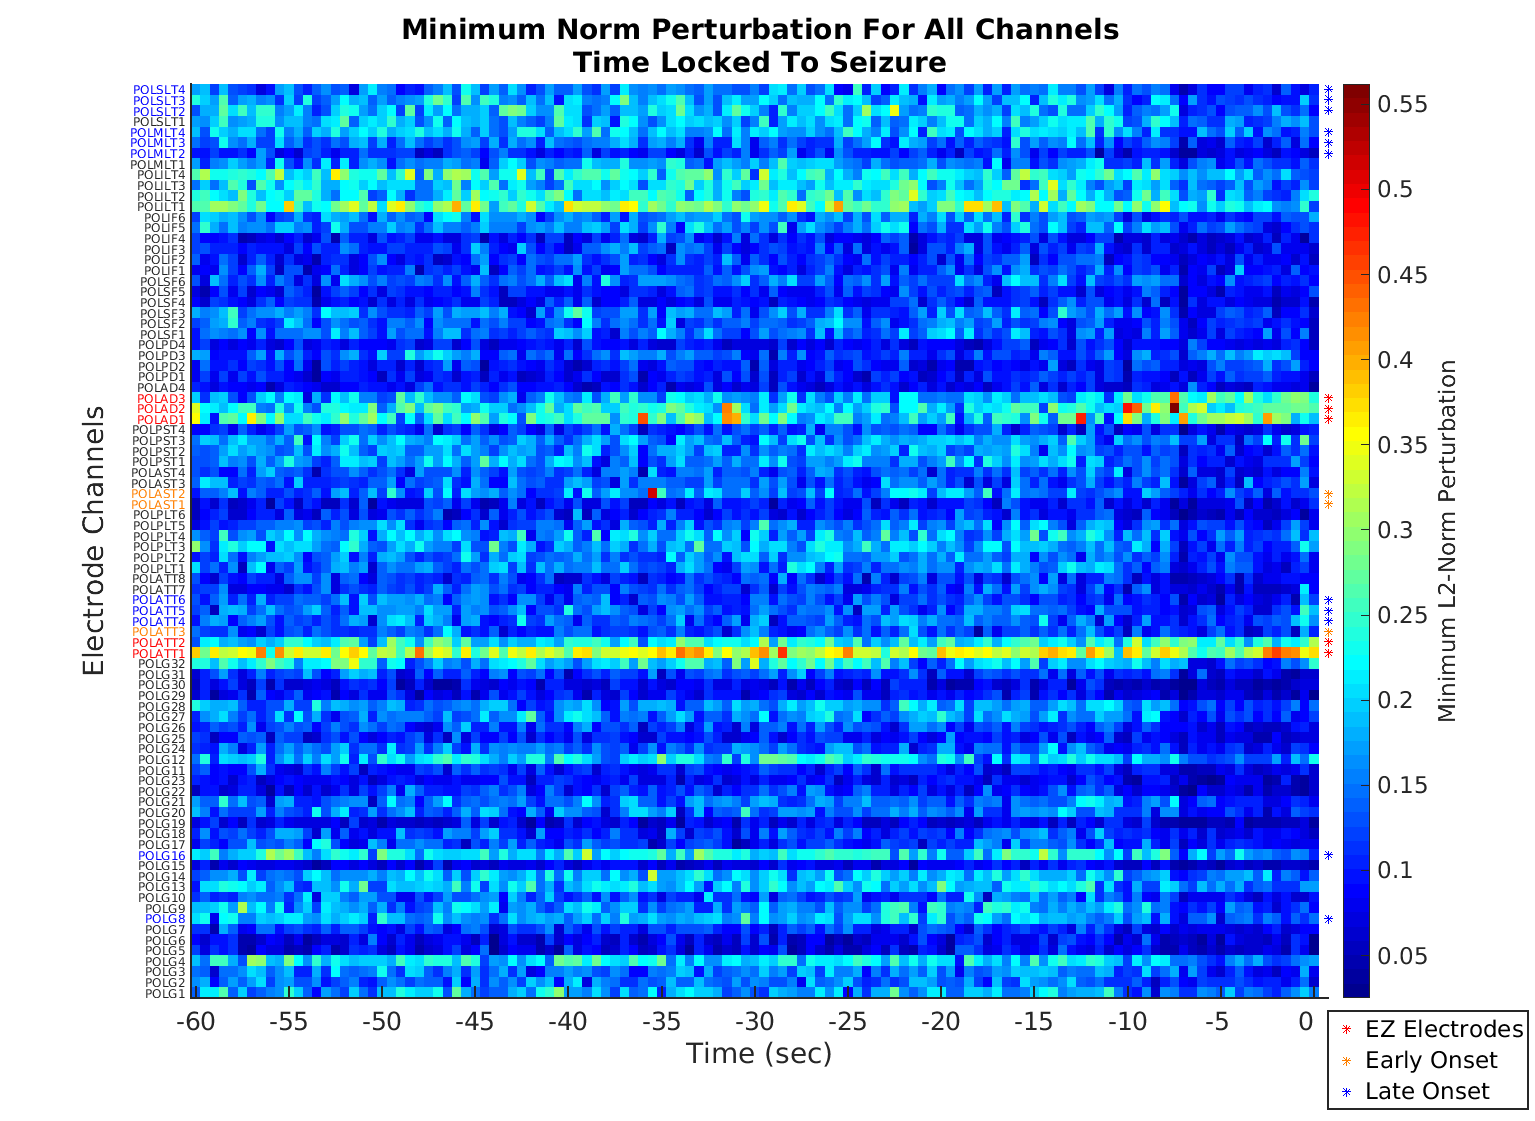 Minimum Norm Perturbation For All Channels
Time Locked To Seizure
Electrode Channels
POLSLT4
POLSLT3
POLSLT2
POLSLT1
POLMLT4
POLMLT3
POLMLT2
POLMLT1
POLILT4
POLILT3
POLILT2
POLILT1
POLIF6
POLIF5
POLIF4
POLIF3
POLIF2
POLIF1
POLSF6
POLSF5
POLSF4
POLSF3
POLSF2
POLSF1
POLPD4
POLPD3
POLPD2
POLPD1
POLAD4
POLAD3
POLAD2
POLAD1
POLPST4
POLPST3
POLPST2
POLPST1
POLAST4
POLAST3
POLAST2
POLAST1
POLPLT6
POLPLT5
POLPLT4
POLPLT3
POLPLT2
POLPLT1
POLATT8
POLATT7
POLATT6
POLATT5
POLATT4
POLATT3
POLATT2
POLATT1
POLG32
POLG31
POLG30
POLG29
POLG28
POLG27
POLG26
POLG25
POLG24
POLG12
POLG11
POLG23
POLG22
POLG21
POLG20
POLG19
POLG18
POLG17
POLG16
POLG15
POLG14
POLG13
POLG10
POLG9
POLG8
POLG7
POLG6
POLG5
POLG4
POLG3
POLG2
POLG1
-60 -55 -50 -45 -40 -35 -30 -25 -20 -15 -10 -5 0
Time (sec)
0.55
0.5
0.45
0.4
0.35
0.3
0.25
0.2
0.15
0.1
0.05
Minimum L2-Norm Perturbation
EZ Electrodes
Early Onset
Late Onset